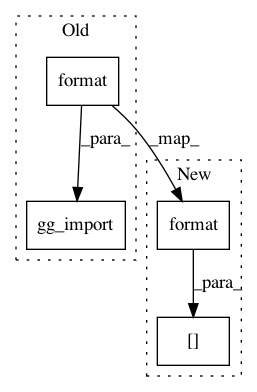 Old
format
_para_
_map_
New
gg_import
format
_para_
[]